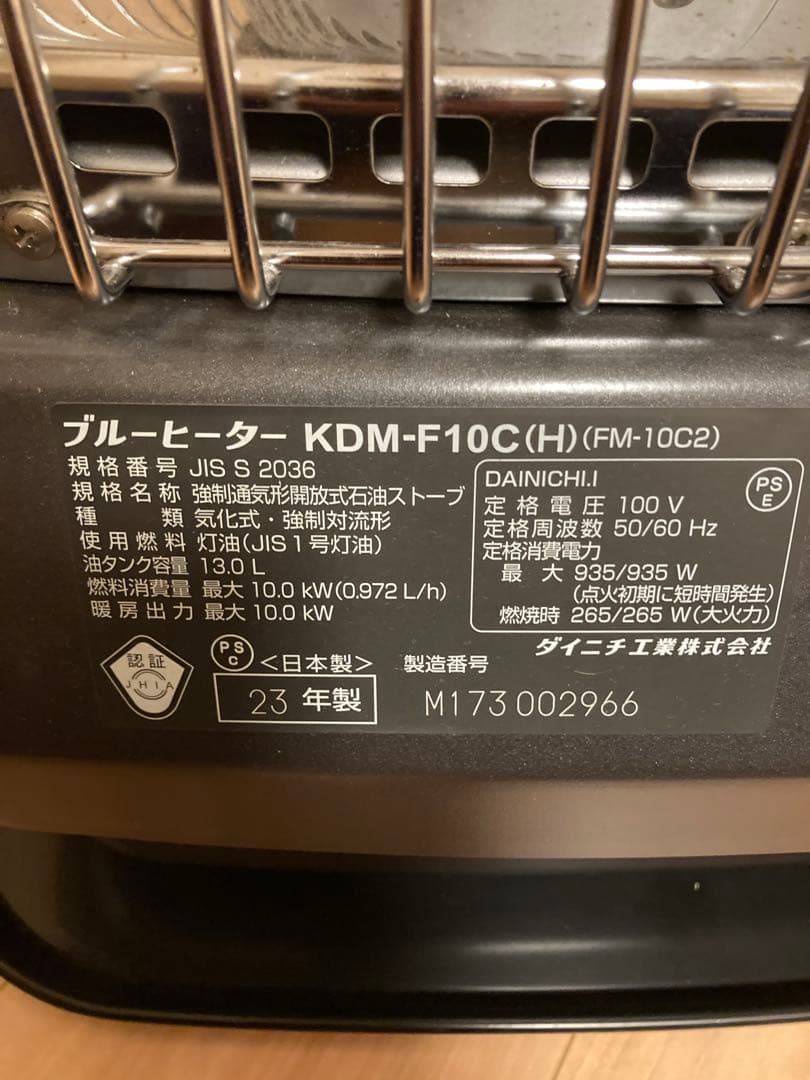 ブルーヒーター KDM-F10C(H)(FM-10C2)
規格番号 JIS S 2036
規格名称 強制通気形開放式石油ストーブ
種 類 気化式・強制対流形
使用燃料 灯油(JIS1号灯油)
油タンク容量 13.0 L
燃料消費量 最大 10.0 kW(0.972 L/h)
暖房出力 最大 10.0 kW
DAINICHI.I
PS
E
定格電圧 100 V
定格周波数 50/60 Hz
定格消費電力
最 大 935/935 W
(点火初期に短時間発生)
燃焼時 265/265 W(大火力)
ダイニチ工業株式会社
認証
JHIA
PS
C
<日本製> 製造番号
23 年製 M173 002966